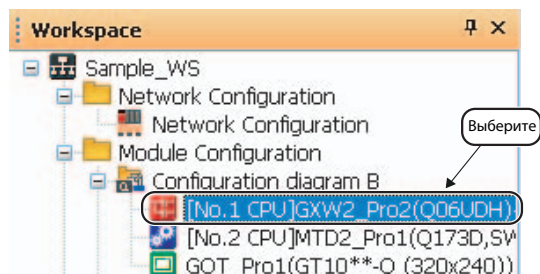 Workspace
Sample_WS
Network Configuration
Network Configuration
Выберите
Module Configuration
Configuration diagram B
[No.1 CPU]GXW2_Pro2(Q06UDH)-
[No.2 CPU]MTD2_Pro1(Q173D,SV
GOT_Pro1(GT10**-Q (320x240))